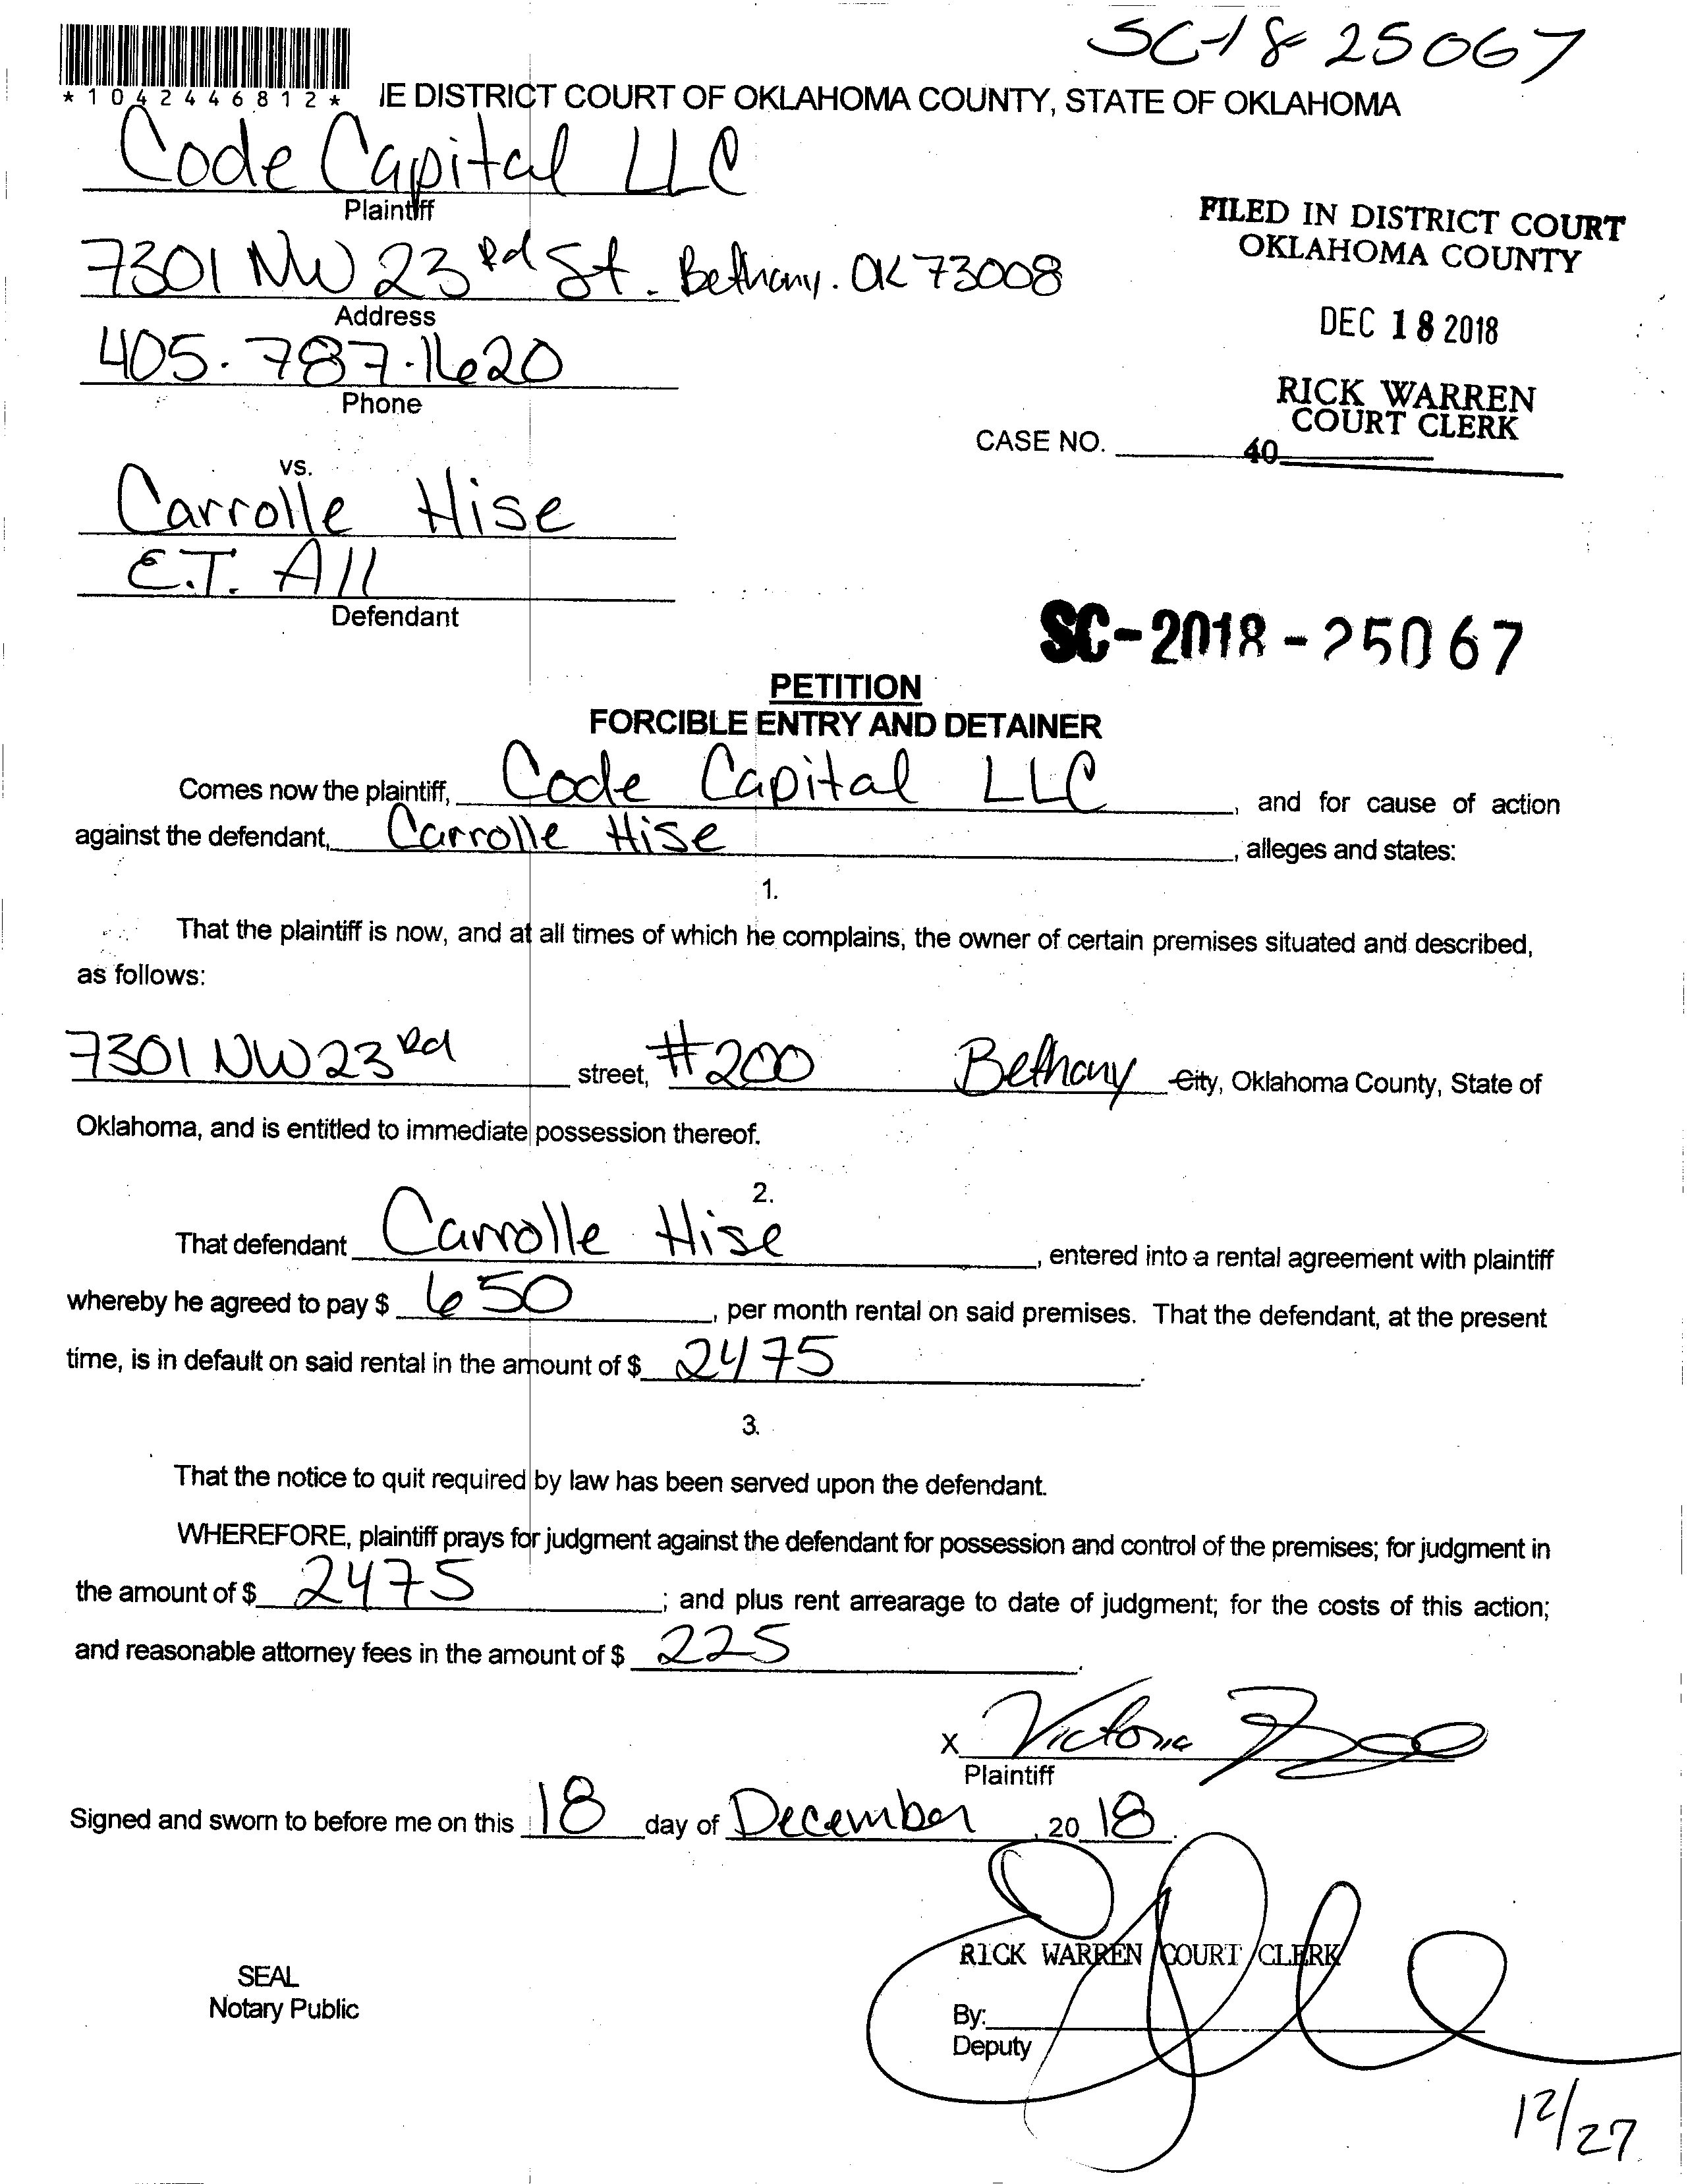 SC-18 25067
*1042446812*
IE DISTRICT COURT OF OKLAHOMA COUNTY, STATE OF OKLAHOMA
Code Capital LLC
Plaintiff
7301 NW 23rd St. Bethany. OK 73008
Address
405.787.1620
Phone
FILED IN DISTRICT COURT
OKLAHOMA COUNTY
DEC 18 2018
RICK WARREN
COURT CLERK
CASE NO. 40
vs.
Carrolle Hise
E.T. All
Defendant
SC-2018-25067
PETITION
FORCIBLE ENTRY AND DETAINER
Comes now the plaintiff, Code Capital LLC, and for cause of action
against the defendant, Carrolle Hise, alleges and states:
1.
That the plaintiff is now, and at all times of which he complains, the owner of certain premises situated and described,
as follows:
7301 NW 23rd street, #200 Bethany City, Oklahoma County, State of
Oklahoma, and is entitled to immediate possession thereof.
2.
That defendant Carrolle Hise, entered into a rental agreement with plaintiff
whereby he agreed to pay $ 650, per month rental on said premises. That the defendant, at the present
time, is in default on said rental in the amount of $ 2475.
3.
That the notice to quit required by law has been served upon the defendant.
WHEREFORE, plaintiff prays for judgment against the defendant for possession and control of the premises; for judgment in
the amount of $ 2475; and plus rent arrearage to date of judgment; for the costs of this action;
and reasonable attorney fees in the amount of $ 225.
X Victoria
Plaintiff
Signed and sworn to before me on this 18 day of December, 20 18.
RICK WARREN COURT CLERK
SEAL
Notary Public
By:
Deputy
12/27